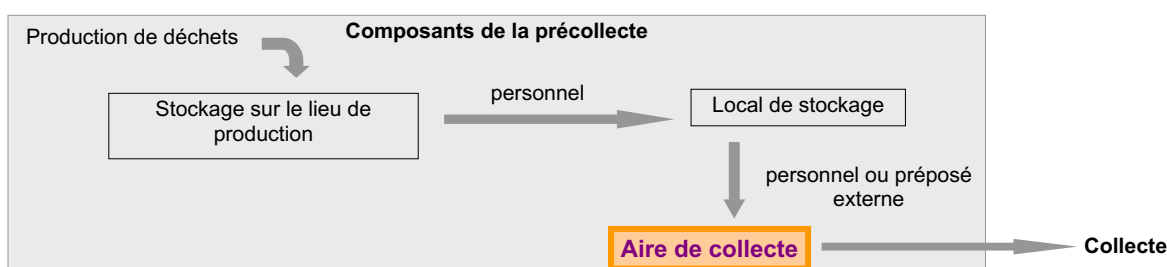 Composants de la précollecte
Production de déchets
Stockage sur le lieu de
production
personnel
Local de stockage
personnel ou préposé
externe
Aire de collecte
Collecte